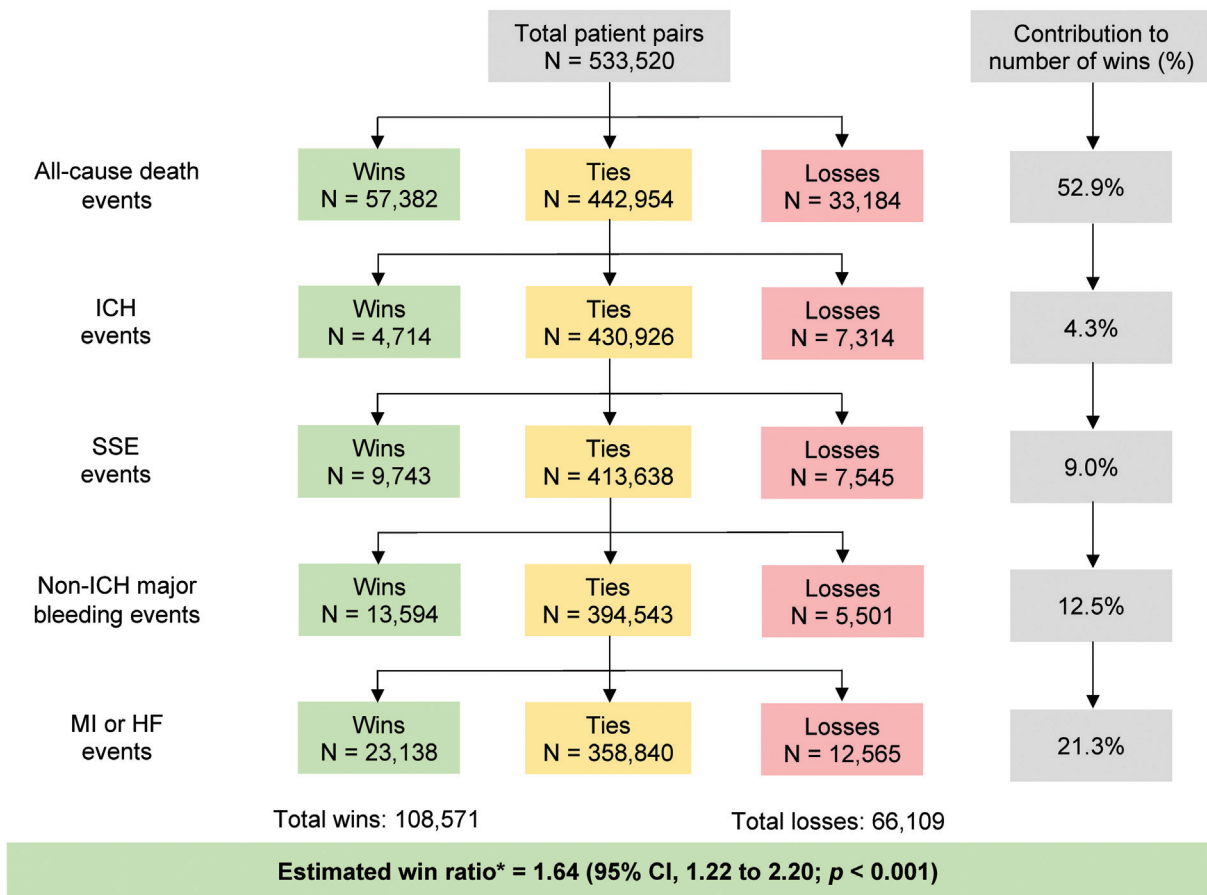 Total patient pairs
N = 533,520
Contribution to
number of wins (%)
All-cause death
events
Wins
N = 57,382
Ties
N = 442,954
Losses
N = 33,184
52.9%
ICH
events
Wins
N = 4,714
Ties
N = 430,926
Losses
N = 7,314
4.3%
SSE
events
Wins
N = 9,743
Ties
N = 413,638
Losses
N = 7,545
9.0%
Non-ICH major
bleeding events
Wins
N = 13,594
Ties
N = 394,543
Losses
N = 5,501
12.5%
MI or HF
events
Wins
N = 23,138
Ties
N = 358,840
Losses
N = 12,565
21.3%
Total wins: 108,571
Total losses: 66,109
Estimated win ratio* = 1.64 (95% CI, 1.22 to 2.20; p < 0.001)